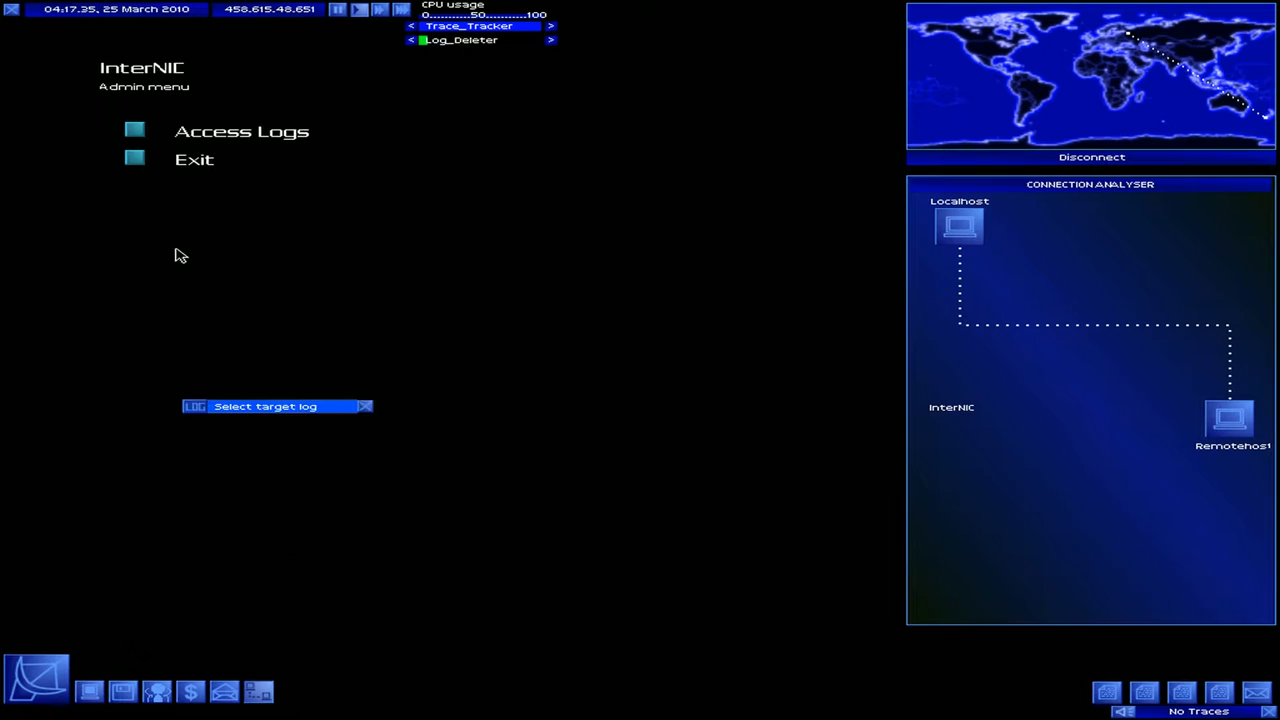 04:17.35, 25 March 2010
458.615.48.651
CPU usage
0...........50...........100
< Trace_Tracker >
< Log_Deleter >
InterNIC
Admin menu
Access Logs
Exit
LOG Select target log
Disconnect
CONNECTION ANALYSER
Localhost
InterNIC
Remotehost
$
No Traces